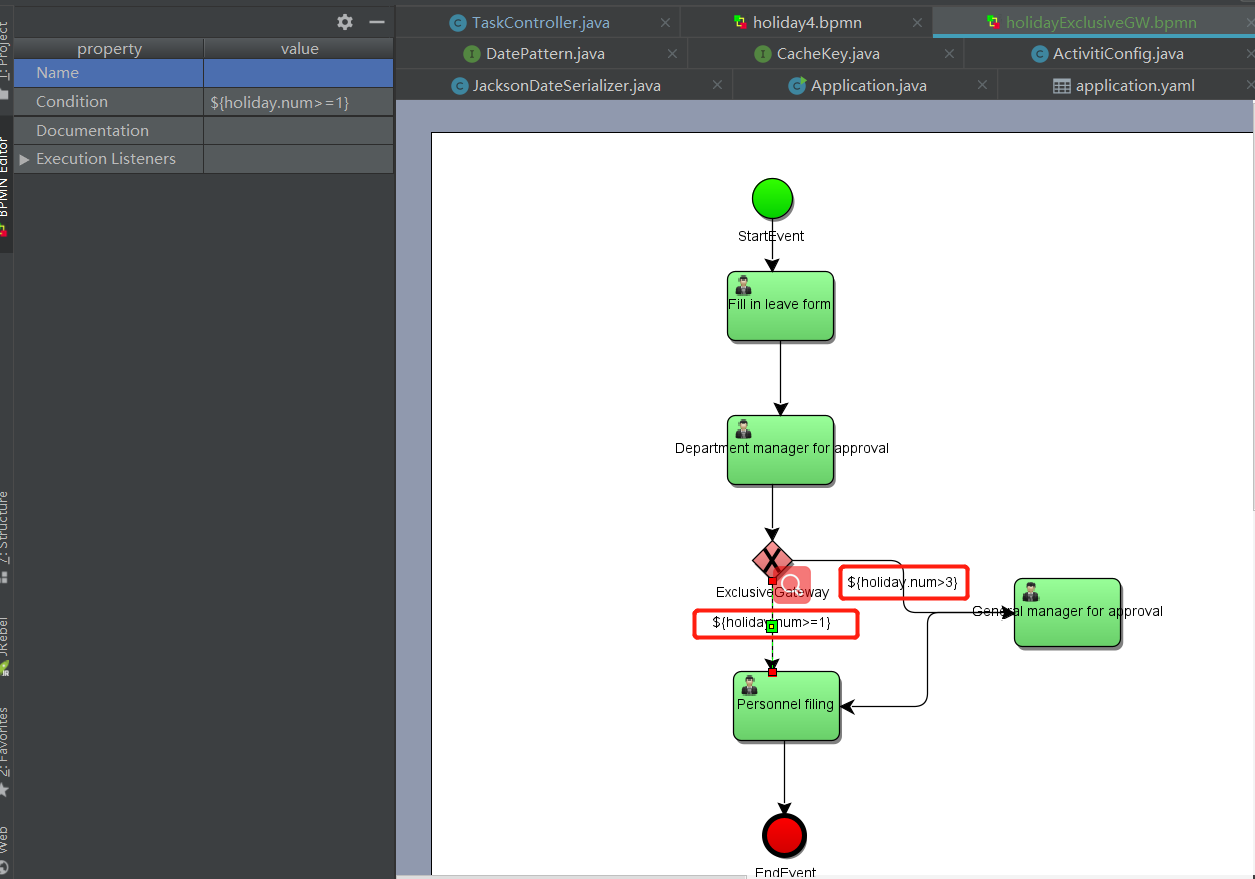 1: Project
BPMN Editor
7: Structure
JRebel
2: Favorites
Web
property value
Name
Condition ${holiday.num>=1}
Documentation
Execution Listeners
TaskController.java holiday4.bpmn holidayExclusiveGW.bpmn
DatePattern.java CacheKey.java ActivitiConfig.java
JacksonDateSerializer.java Application.java application.yaml
StartEvent
Fill in leave form
Department manager for approval
ExclusiveGateway
${holiday.num>3}
${holiday.num>=1}
General manager for approval
Personnel filing
EndEvent